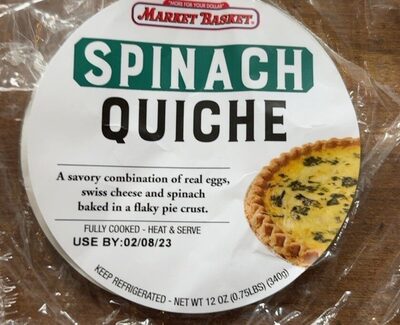 "MORE FOR YOUR DOLLAR"
MARKET BASKET
SPINACH
QUICHE
A savory combination of real eggs,
swiss cheese and spinach
baked in a flaky pie crust.
FULLY COOKED - HEAT & SERVE
USE BY:02/08/23
KEEP REFRIGERATED - NET WT 12 OZ (0.75LBS) (340g)